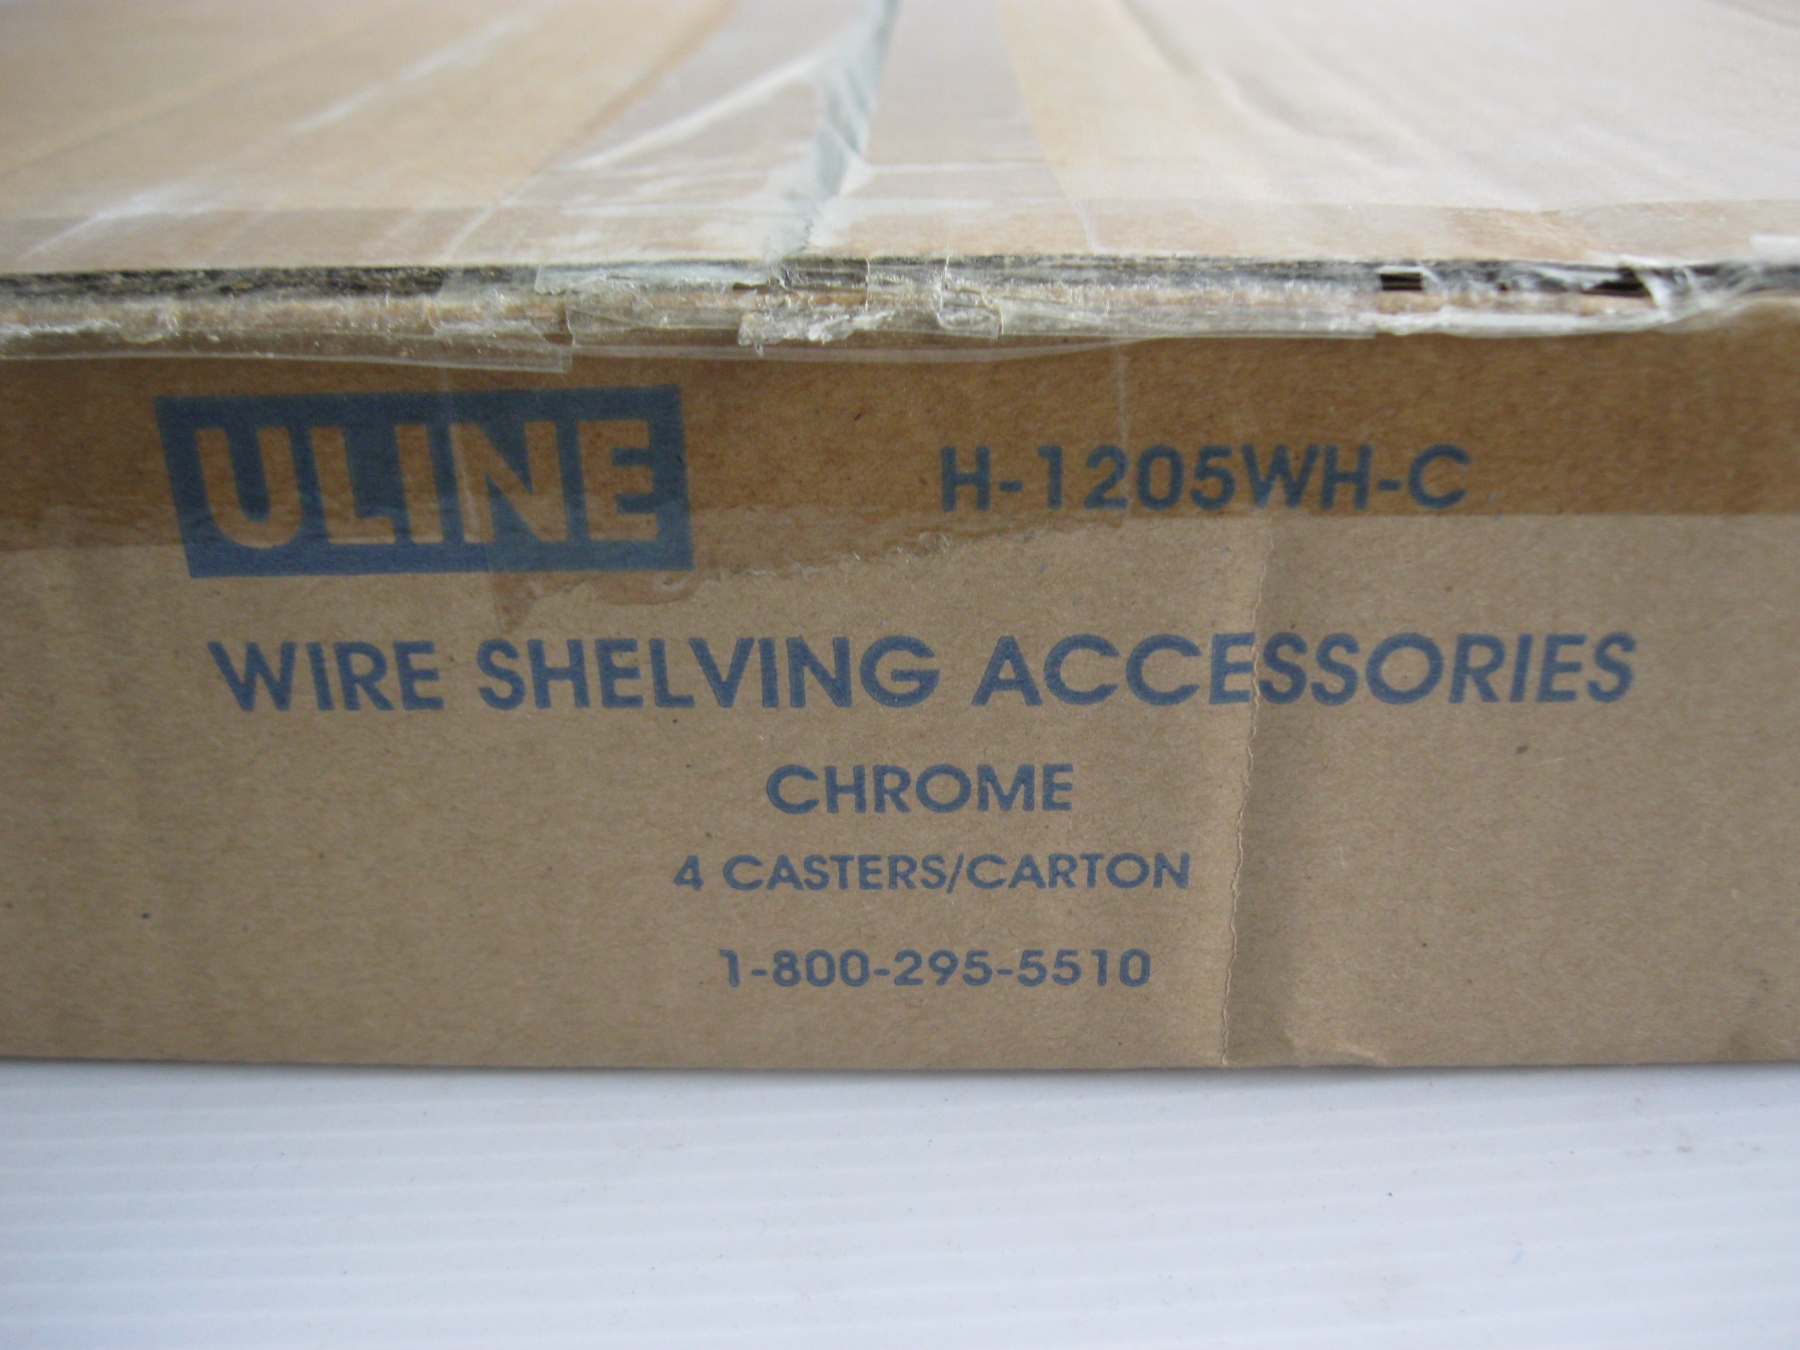 ULINE H-1205WH-C
WIRE SHELVING ACCESSORIES
CHROME
4 CASTERS/CARTON
1-800-295-5510